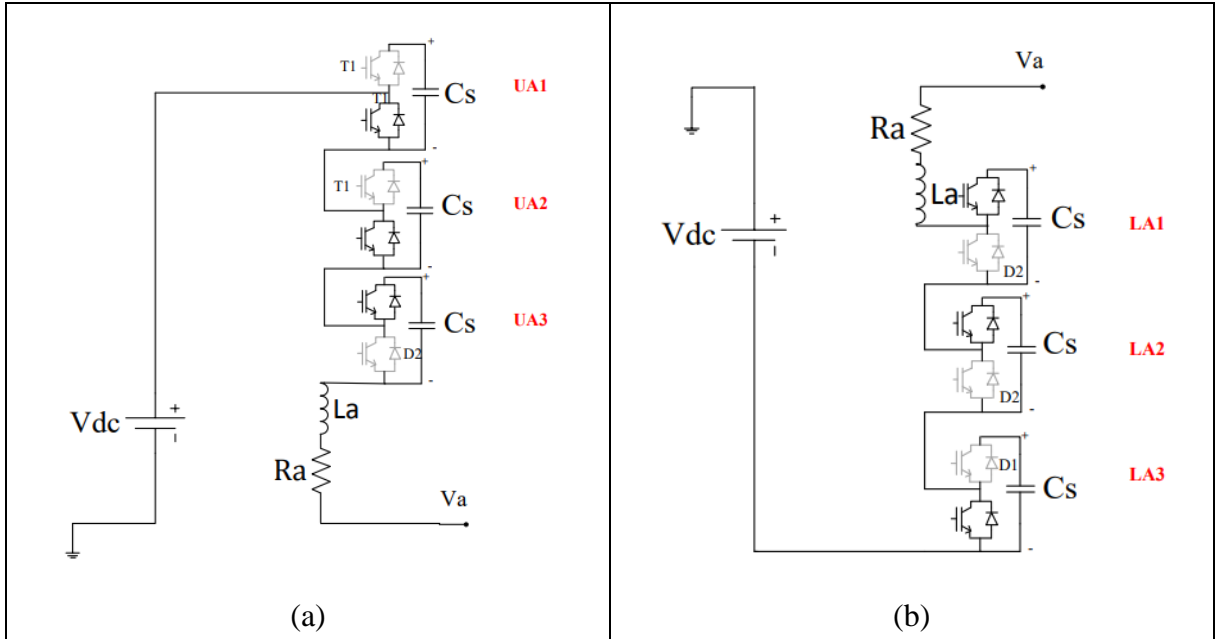 T1
+
Cs
UA1
T1
-
T1
+
Cs
UA2
-
+
Cs
UA3
D2
-
Vdc
+
-
La
Ra
Va
(a)
Va
Ra
La
+
Cs
LA1
Vdc
+
-
D2
-
+
Cs
LA2
D2
-
+
D1
Cs
LA3
-
(b)